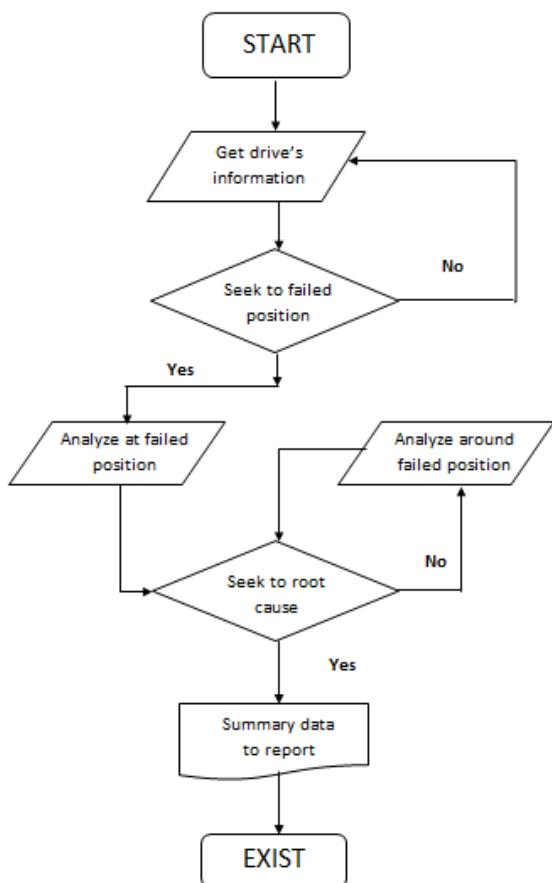 START
Get drive's
information
No
Seek to failed
position
Yes
Analyze at failed
position
Analyze around
failed position
No
Seek to root
cause
Yes
Summary data
to report
EXIST